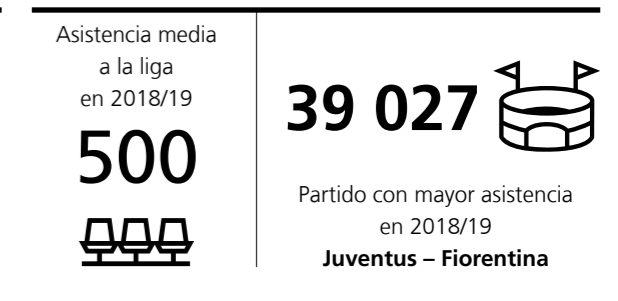 Asistencia media
a la liga
en 2018/19
500
39 027
Partido con mayor asistencia
en 2018/19
Juventus – Fiorentina